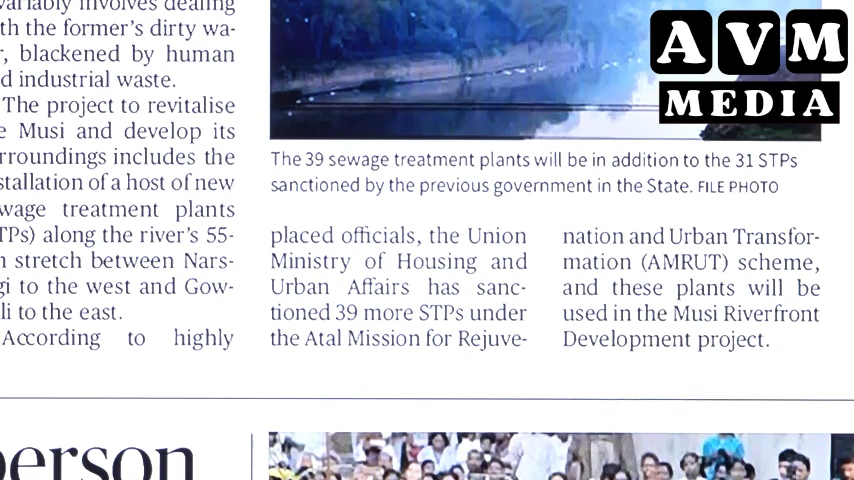 variably involves dealing
th the former's dirty wa-
r, blackened by human
d industrial waste.
The project to revitalise
e Musi and develop its
rroundings includes the
stallation of a host of new
wage treatment plants
TPs) along the river's 55-
n stretch between Nars-
gi to the west and Gow-
li to the east.
According to highly
AVM
MEDIA
The 39 sewage treatment plants will be in addition to the 31 STPs
sanctioned by the previous government in the State. FILE PHOTO
placed officials, the Union
Ministry of Housing and
Urban Affairs has sanc-
tioned 39 more STPs under
the Atal Mission for Rejuve-
nation and Urban Transfor-
mation (AMRUT) scheme,
and these plants will be
used in the Musi Riverfront
Development project.
person